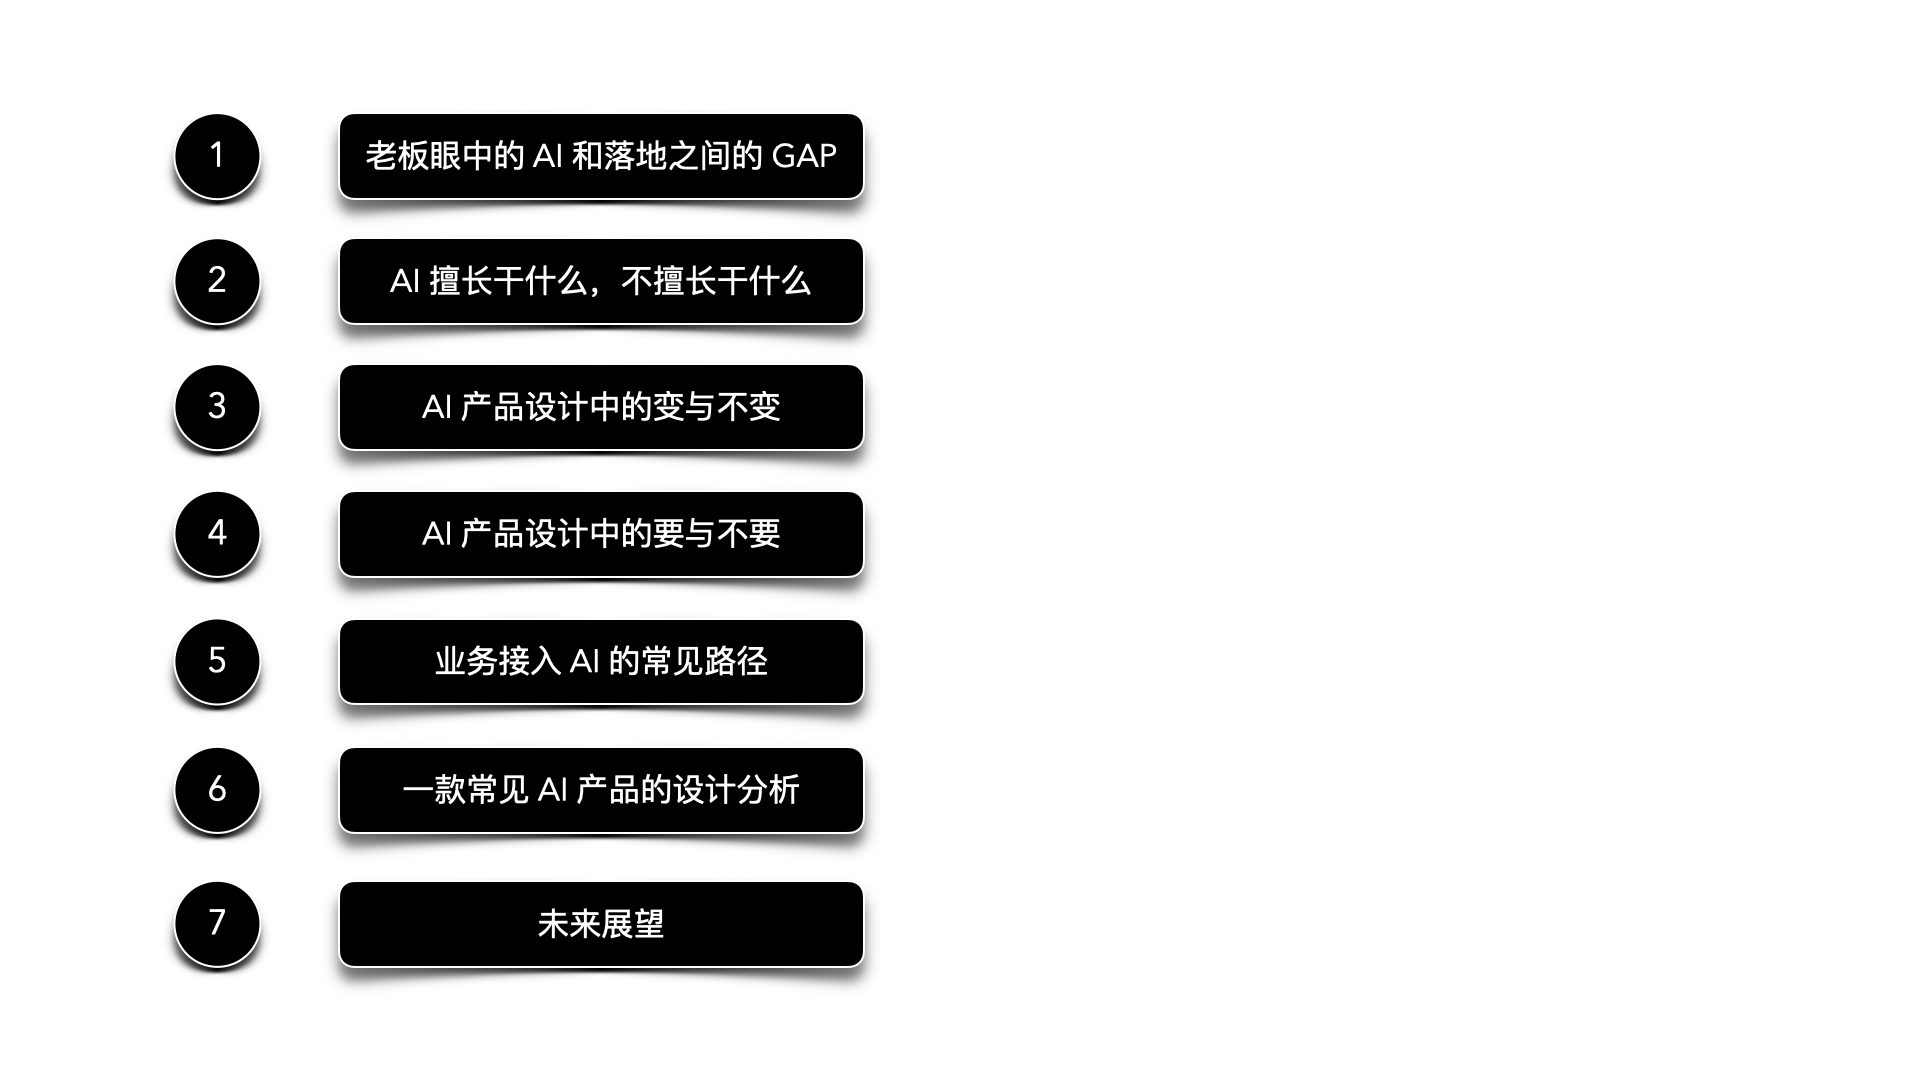 1
老板眼中的 AI 和落地之间的 GAP
2
AI 擅长干什么，不擅长干什么
3
AI 产品设计中的变与不变
4
AI 产品设计中的要与不要
5
业务接入 AI 的常见路径
6
一款常见 AI 产品的设计分析
7
未来展望